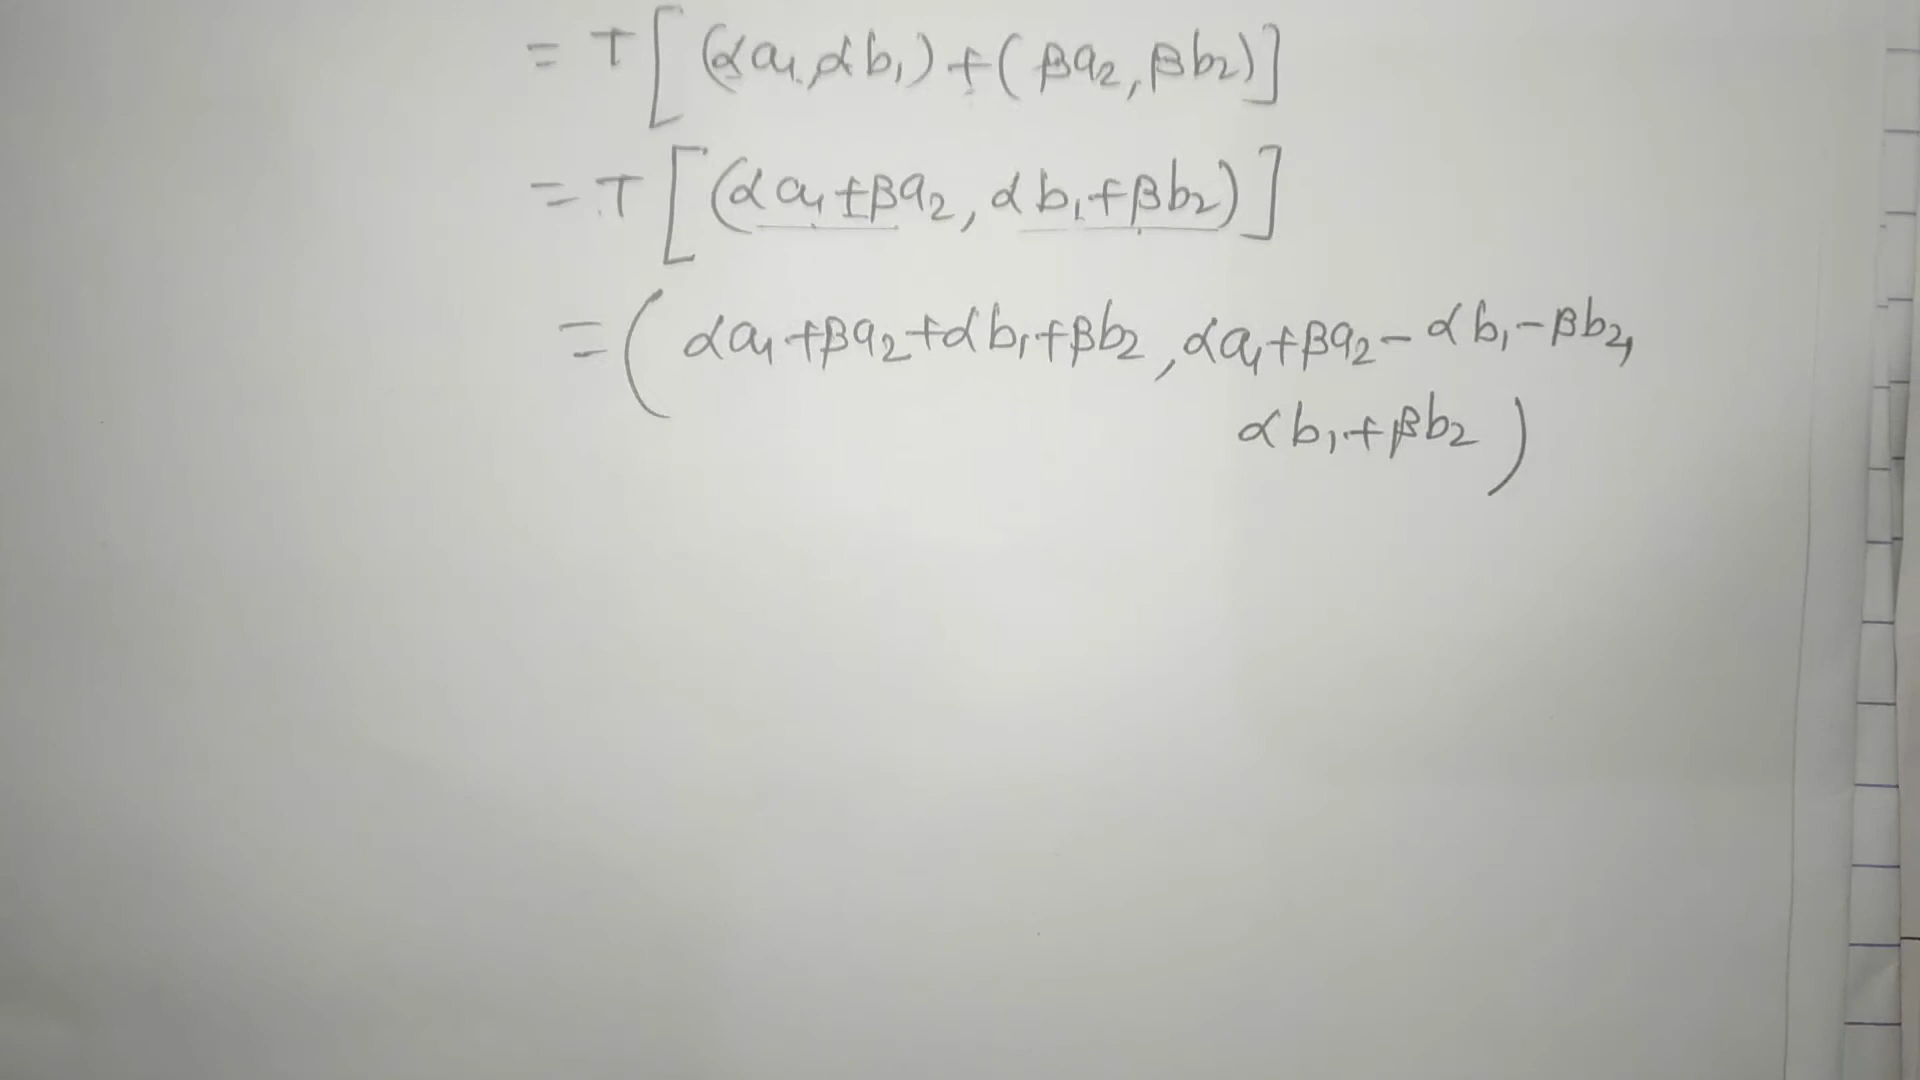 = T[(αa₁, αb₁) + (βa₂, βb₂)]
= T[(αa₁+βa₂, αb₁+βb₂)]
= (αa₁+βa₂+αb₁+βb₂, αa₁+βa₂-αb₁-βb₂,
αb₁+βb₂)